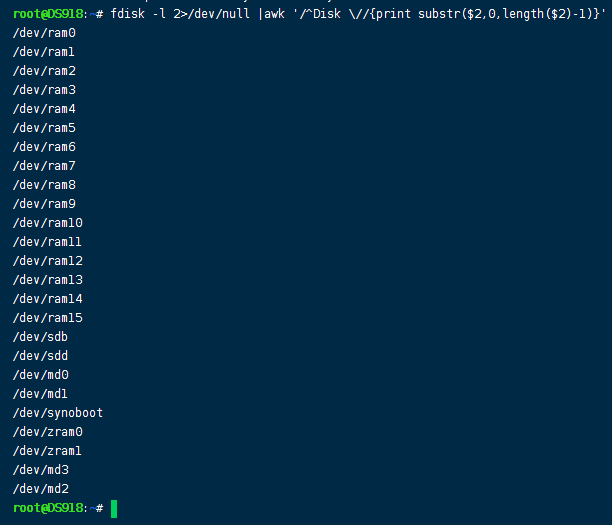 root@DS918:~# fdisk -l 2>/dev/null |awk '/^Disk \//{print substr($2,0,length($2)-1)}'
/dev/ram0
/dev/ram1
/dev/ram2
/dev/ram3
/dev/ram4
/dev/ram5
/dev/ram6
/dev/ram7
/dev/ram8
/dev/ram9
/dev/ram10
/dev/ram11
/dev/ram12
/dev/ram13
/dev/ram14
/dev/ram15
/dev/sdb
/dev/sdd
/dev/md0
/dev/md1
/dev/synoboot
/dev/zram0
/dev/zram1
/dev/md3
/dev/md2
root@DS918:~#